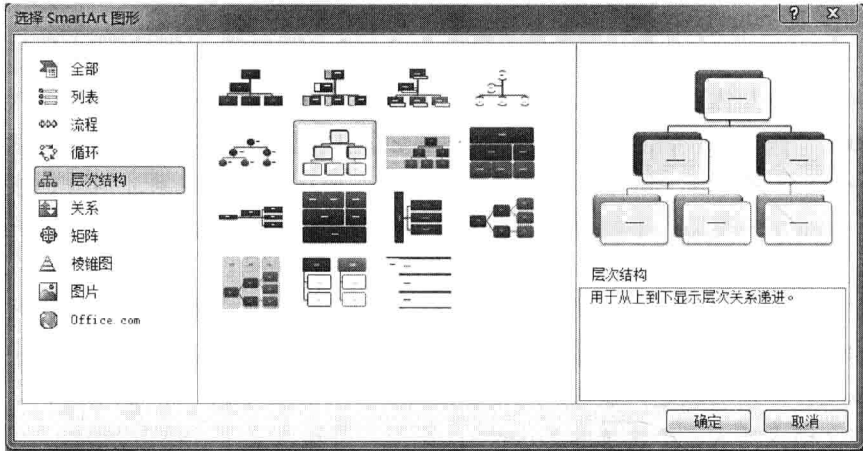 选择 SmartArt 图形
全部
列表
流程
循环
层次结构
关系
矩阵
棱锥图
图片
Office.com
层次结构
用于从上到下显示层次关系递进。
确定
取消